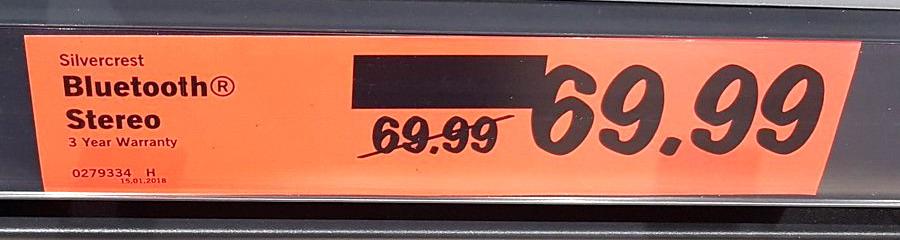 Silvercrest
Bluetooth®
Stereo
3 Year Warranty
0279334 H
15.01.2018
69.99
69.99